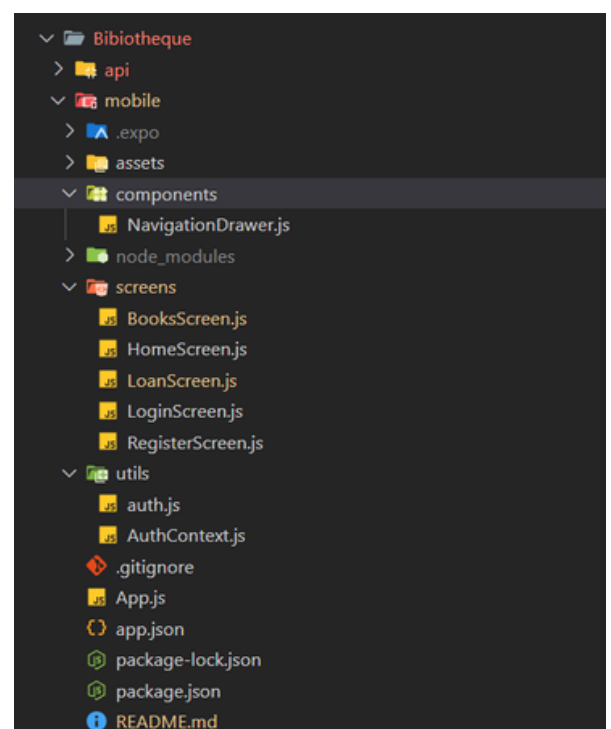 Bibiotheque
api
mobile
.expo
assets
components
NavigationDrawer.js
node_modules
screens
BooksScreen.js
HomeScreen.js
LoanScreen.js
LoginScreen.js
RegisterScreen.js
utils
auth.js
AuthContext.js
.gitignore
App.js
app.json
package-lock.json
package.json
README.md